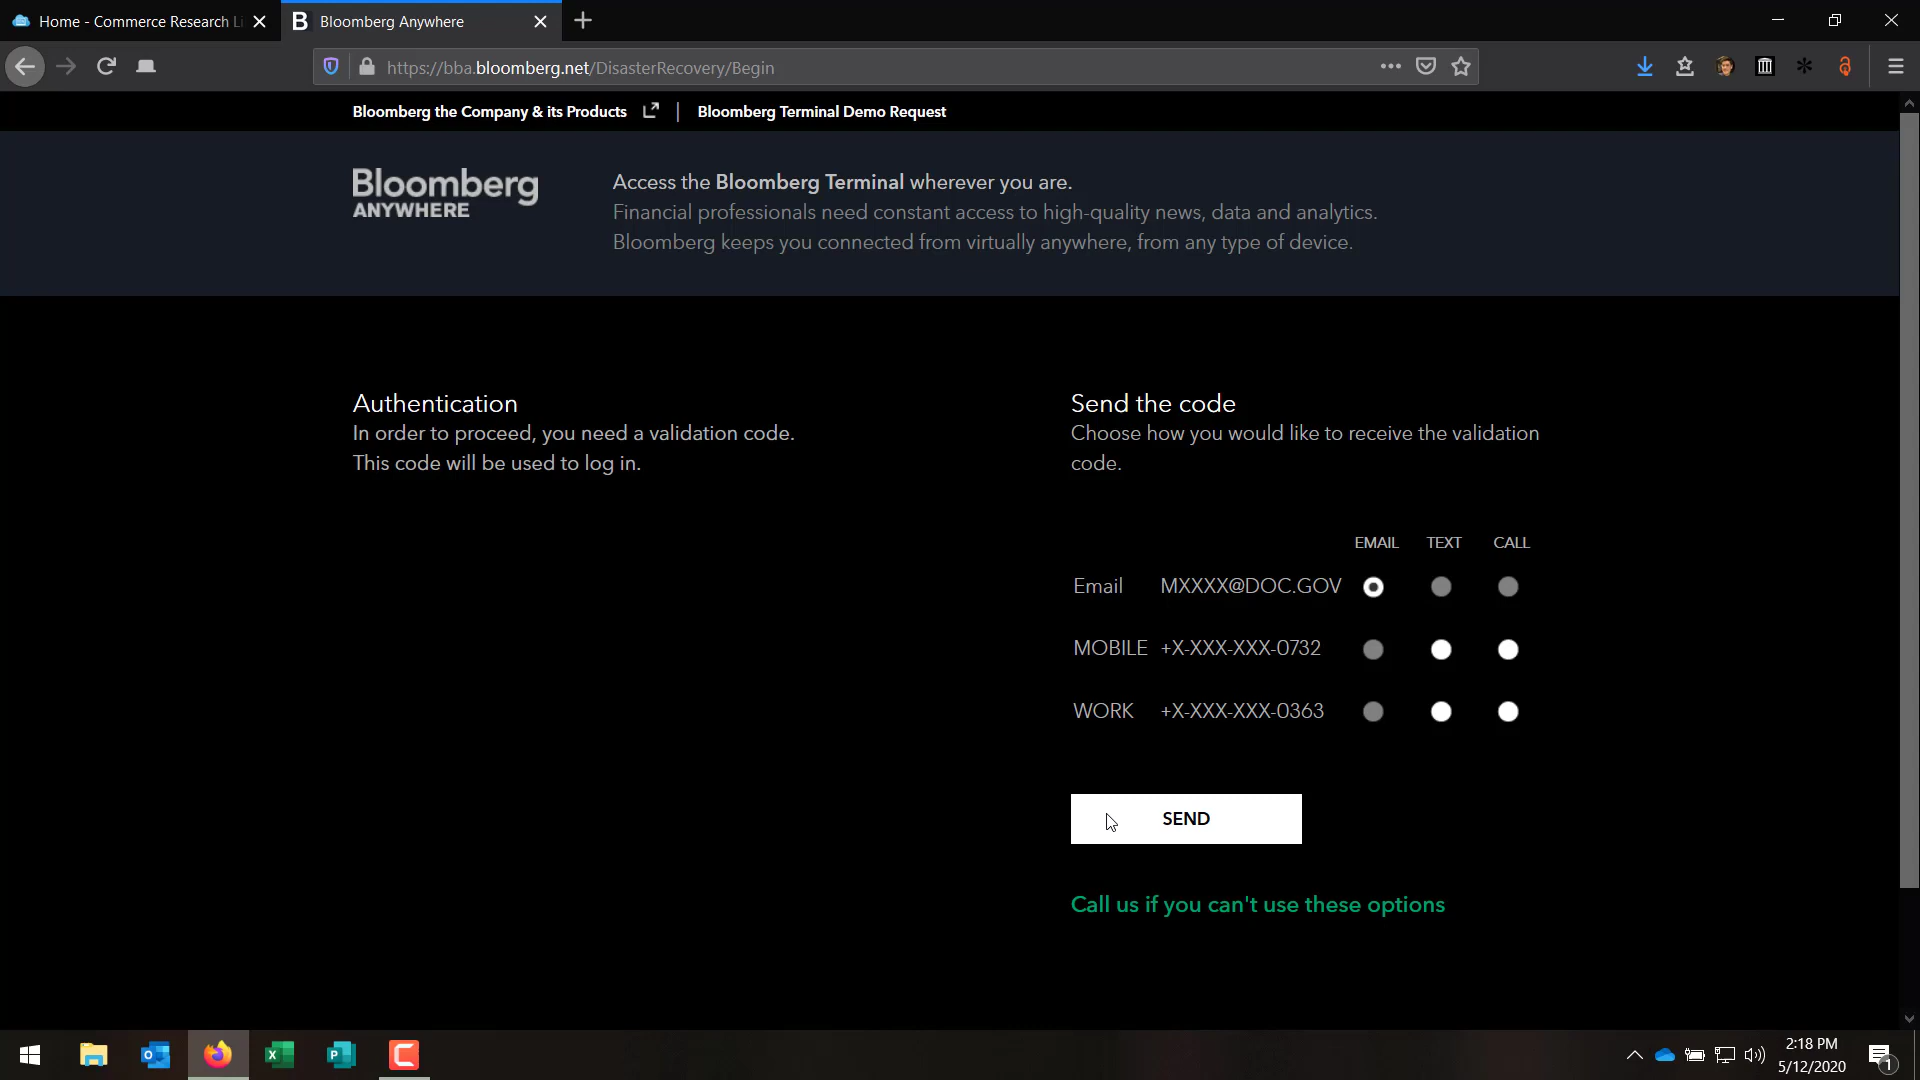 Home - Commerce Research Li
Bloomberg Anywhere
https://bba.bloomberg.net/DisasterRecovery/Begin
Bloomberg the Company & its Products | Bloomberg Terminal Demo Request
Bloomberg
ANYWHERE
Access the Bloomberg Terminal wherever you are.
Financial professionals need constant access to high-quality news, data and analytics.
Bloomberg keeps you connected from virtually anywhere, from any type of device.
Authentication
In order to proceed, you need a validation code.
This code will be used to log in.
Send the code
Choose how you would like to receive the validation
code.
EMAIL TEXT CALL
Email MXXXX@DOC.GOV
MOBILE +X-XXX-XXX-0732
WORK +X-XXX-XXX-0363
SEND
Call us if you can't use these options
2:18 PM
5/12/2020
1